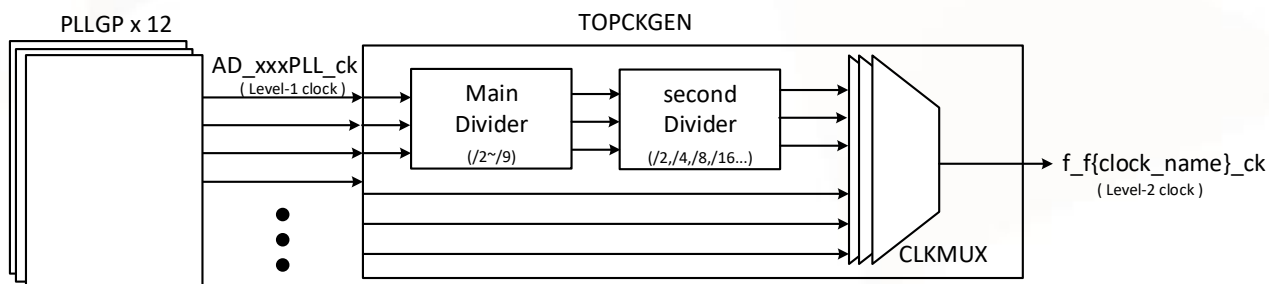 PLLGP x 12
TOPCKGEN
AD_xxxPLL_ck
( Level-1 clock )
Main
Divider
(/2~/9)
second
Divider
(/2,/4,/8,/16...)
f_f{clock_name}_ck
( Level-2 clock )
CLKMUX